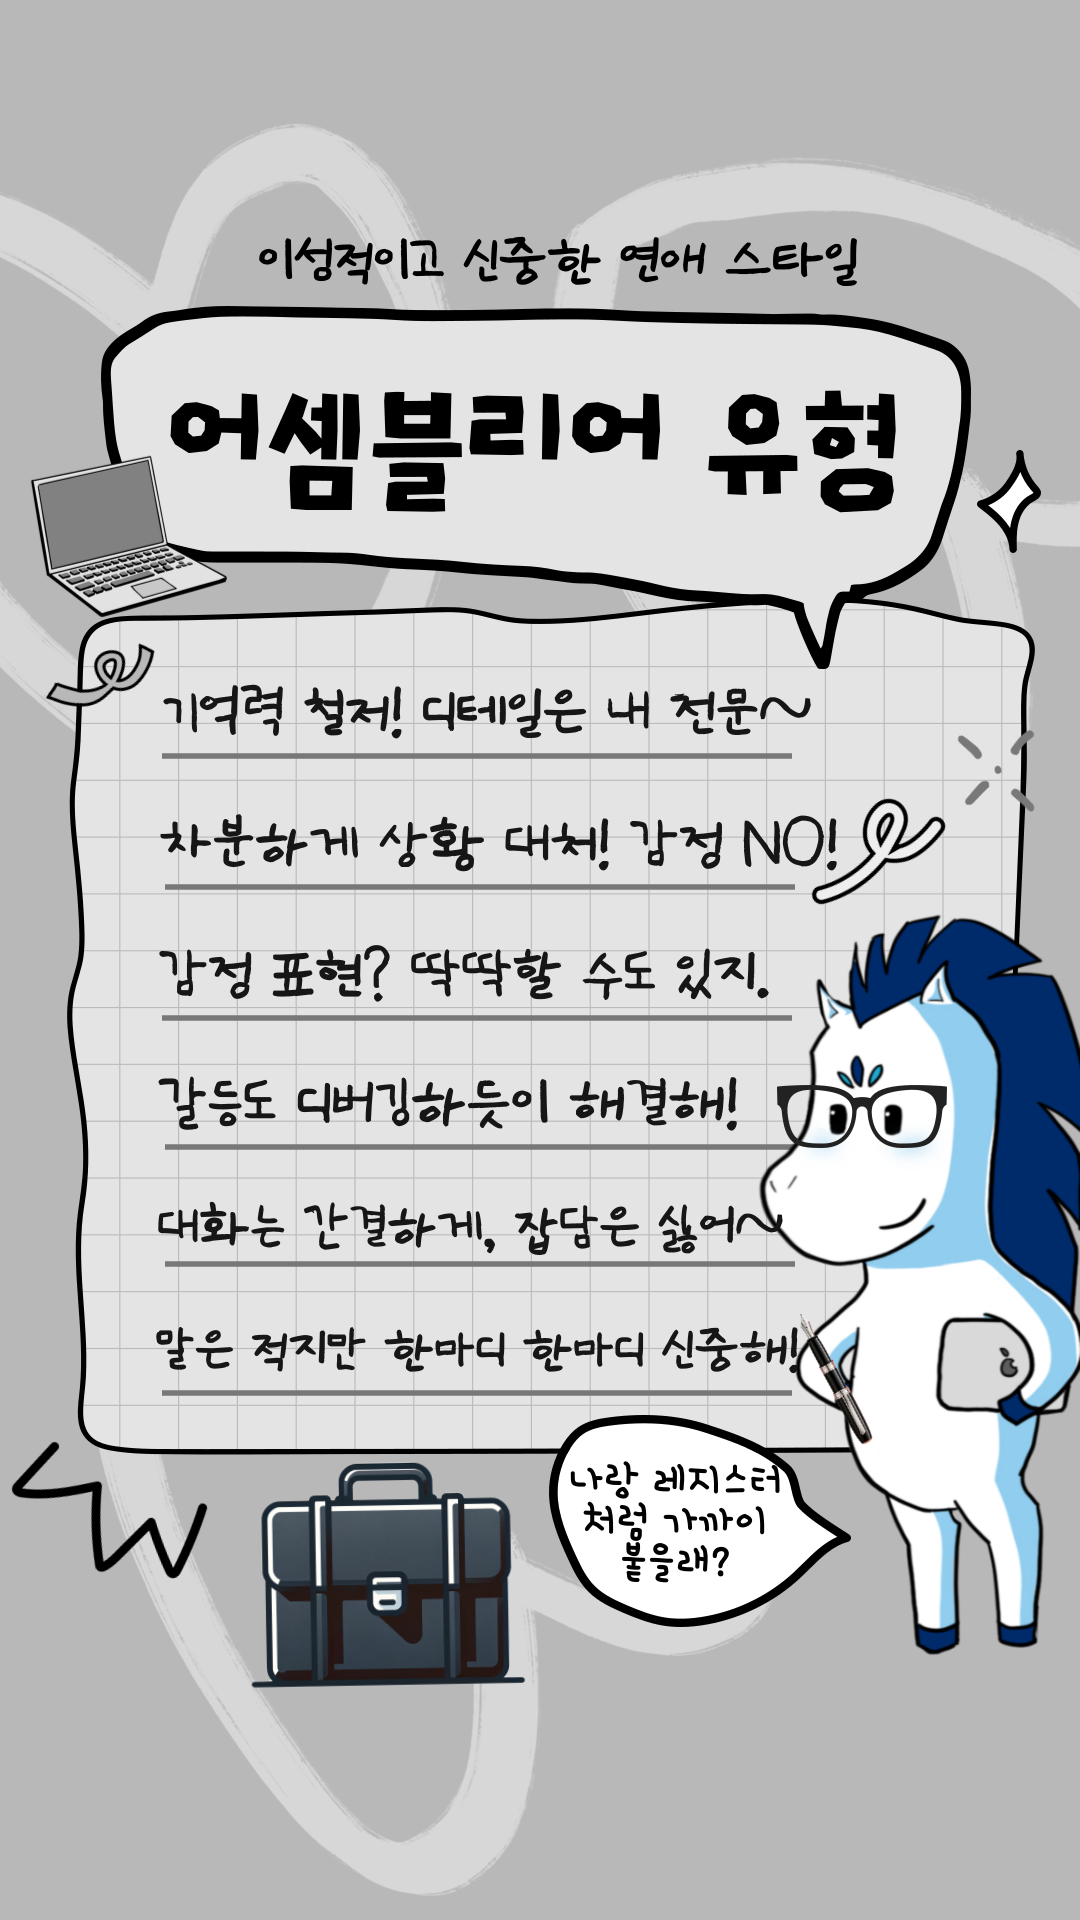 이성적이고 신중한 연애 스타일
어셈블리어 유형
기억력 철저! 디테일은 내 전문~
차분하게 상황 대처! 감정 NO!
감정 표현? 딱딱할 수도 있지.
갈등도 디버깅하듯이 해결해!
대화는 간결하게, 잡담은 싫어~
말은 적지만 한마디 한마디 신중해!
나랑 레지스터
처럼 가까이
붙을래?